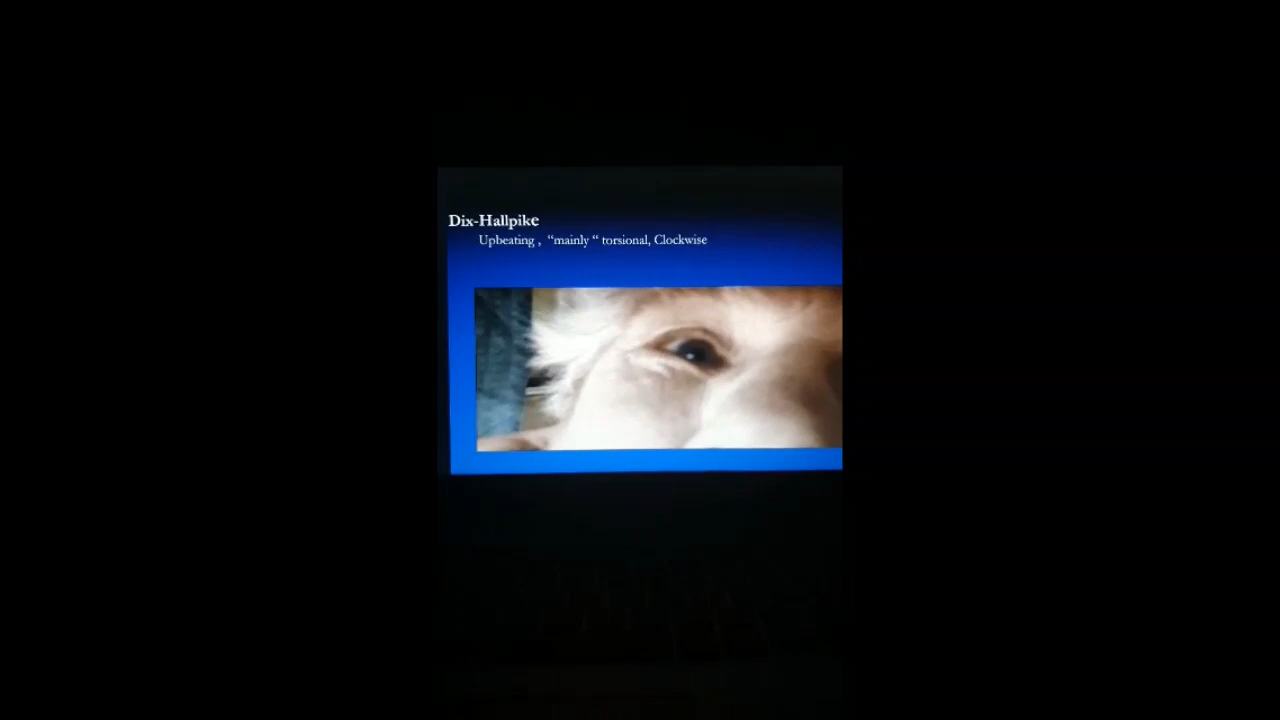 Dix-Hallpike
Upbeating , “mainly “ torsional, Clockwise